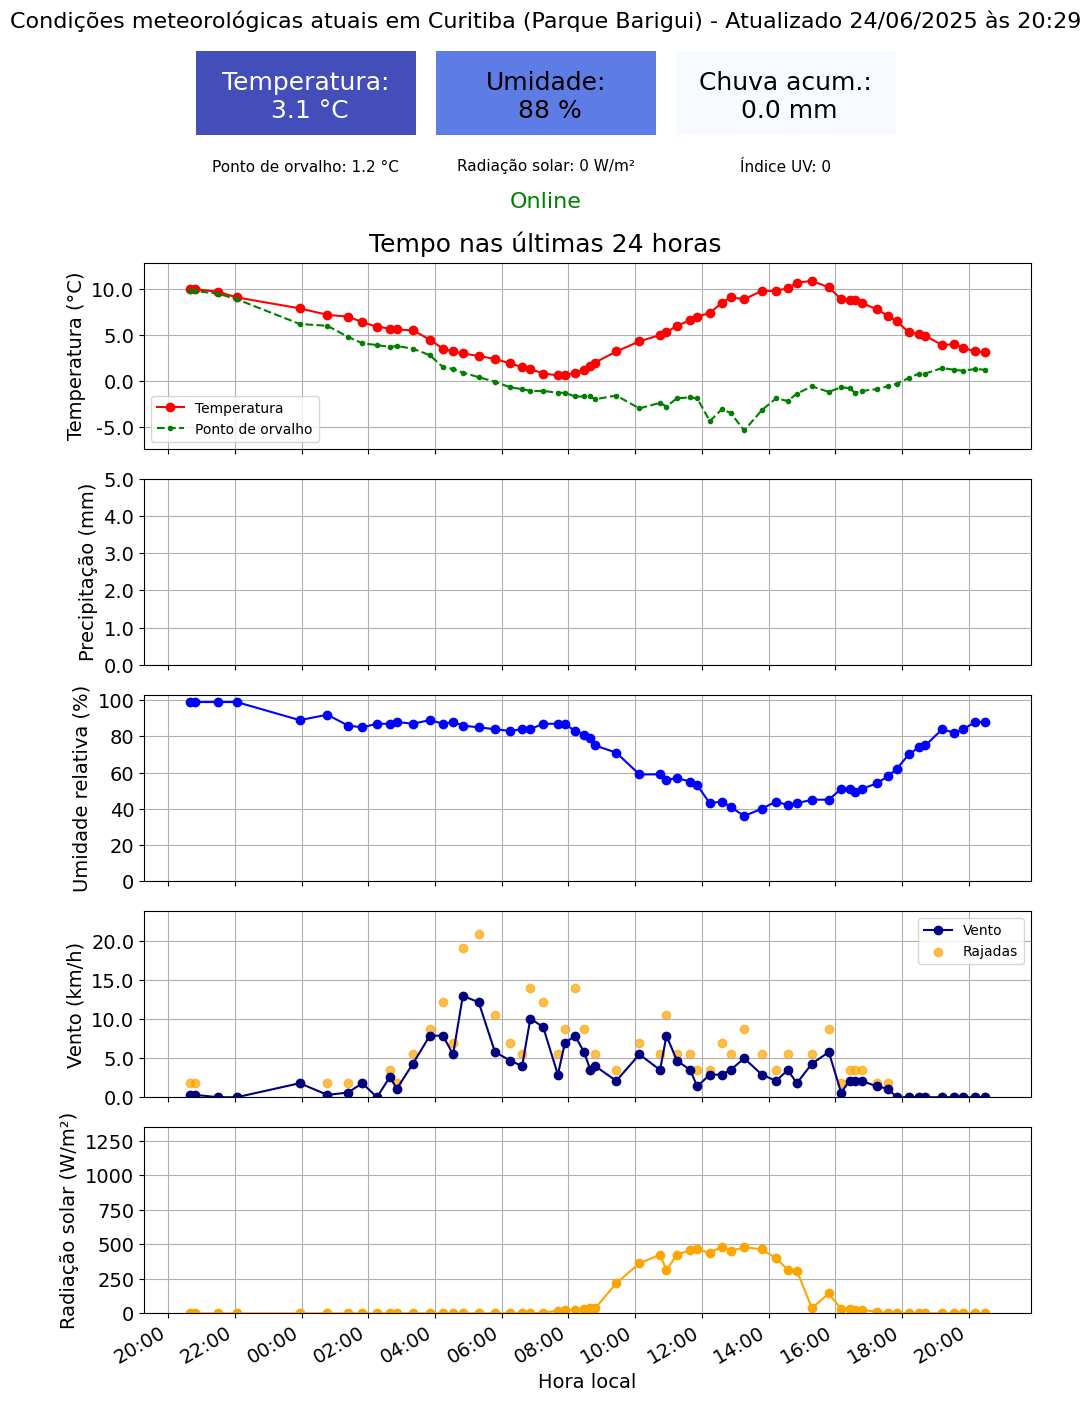 Condições meteorológicas atuais em Curitiba (Parque Barigui) - Atualizado 24/06/2025 às 20:29
Temperatura:
3.1 °C
Umidade:
88 %
Chuva acum.:
0.0 mm
Ponto de orvalho: 1.2 °C
Radiação solar: 0 W/m²
Índice UV: 0
Online
Tempo nas últimas 24 horas
Temperatura (°C)
10.0
5.0
0.0
-5.0
Temperatura
Ponto de orvalho
Precipitação (mm)
5.0
4.0
3.0
2.0
1.0
0.0
Umidade relativa (%)
100
80
60
40
20
0
Vento (km/h)
20.0
15.0
10.0
5.0
0.0
Vento
Rajadas
Radiação solar (W/m²)
1250
1000
750
500
250
0
20:00
22:00
00:00
02:00
04:00
06:00
08:00
10:00
12:00
14:00
16:00
18:00
20:00
Hora local